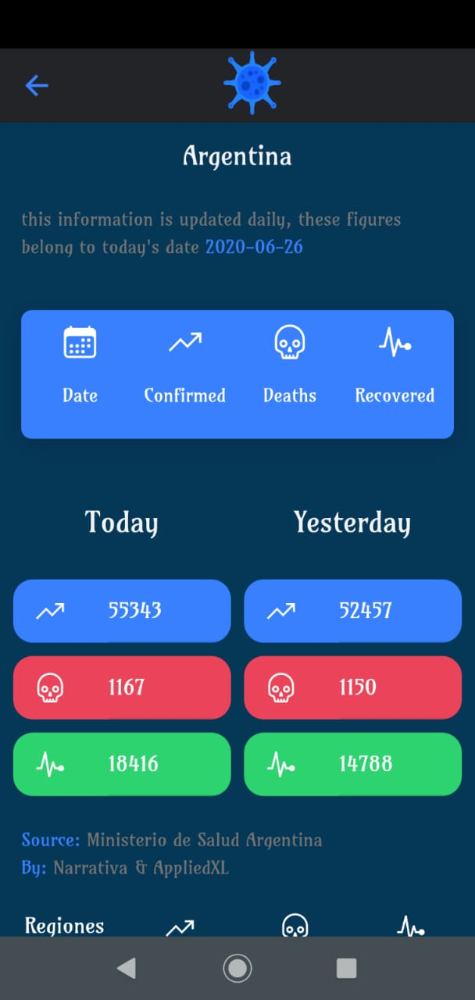 Argentina
this information is updated daily, these figures
belong to today's date 2020-06-26
Date Confirmed Deaths Recovered
Today Yesterday
55343 52457
1167 1150
18416 14788
Source: Ministerio de Salud Argentina
By: Narrativa & AppliedXL
Regiones